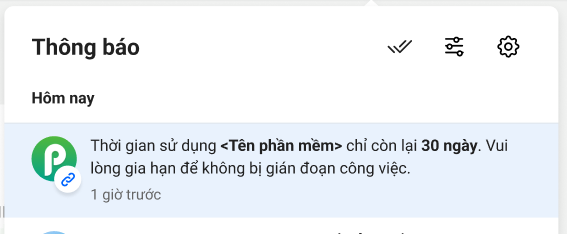 Thông báo
Hôm nay
Thời gian sử dụng <Tên phần mềm> chỉ còn lại 30 ngày. Vui
lòng gia hạn để không bị gián đoạn công việc.
1 giờ trước